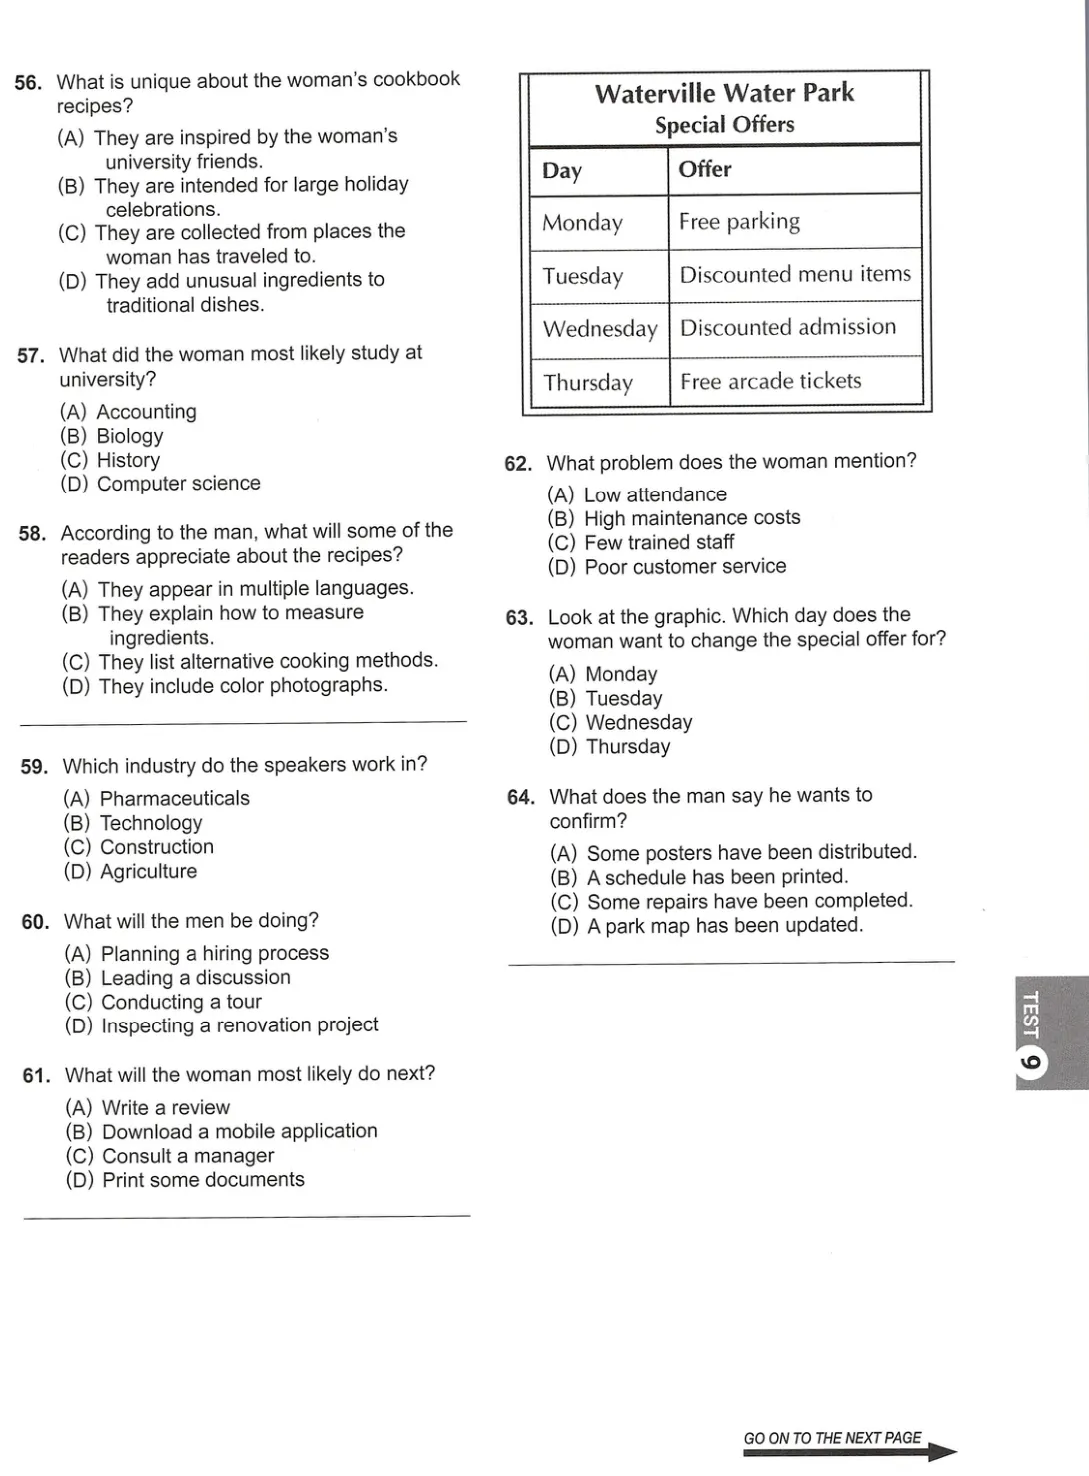 56. What is unique about the woman's cookbook
recipes?
(A) They are inspired by the woman's
university friends.
(B) They are intended for large holiday
celebrations.
(C) They are collected from places the
woman has traveled to.
(D) They add unusual ingredients to
traditional dishes.
57. What did the woman most likely study at
university?
(A) Accounting
(B) Biology
(C) History
(D) Computer science
58. According to the man, what will some of the
readers appreciate about the recipes?
(A) They appear in multiple languages.
(B) They explain how to measure
ingredients.
(C) They list alternative cooking methods.
(D) They include color photographs.
59. Which industry do the speakers work in?
(A) Pharmaceuticals
(B) Technology
(C) Construction
(D) Agriculture
60. What will the men be doing?
(A) Planning a hiring process
(B) Leading a discussion
(C) Conducting a tour
(D) Inspecting a renovation project
61. What will the woman most likely do next?
(A) Write a review
(B) Download a mobile application
(C) Consult a manager
(D) Print some documents
Waterville Water Park
Special Offers
Day Offer
Monday Free parking
Tuesday Discounted menu items
Wednesday Discounted admission
Thursday Free arcade tickets
62. What problem does the woman mention?
(A) Low attendance
(B) High maintenance costs
(C) Few trained staff
(D) Poor customer service
63. Look at the graphic. Which day does the
woman want to change the special offer for?
(A) Monday
(B) Tuesday
(C) Wednesday
(D) Thursday
64. What does the man say he wants to
confirm?
(A) Some posters have been distributed.
(B) A schedule has been printed.
(C) Some repairs have been completed.
(D) A park map has been updated.
TEST 9
GO ON TO THE NEXT PAGE